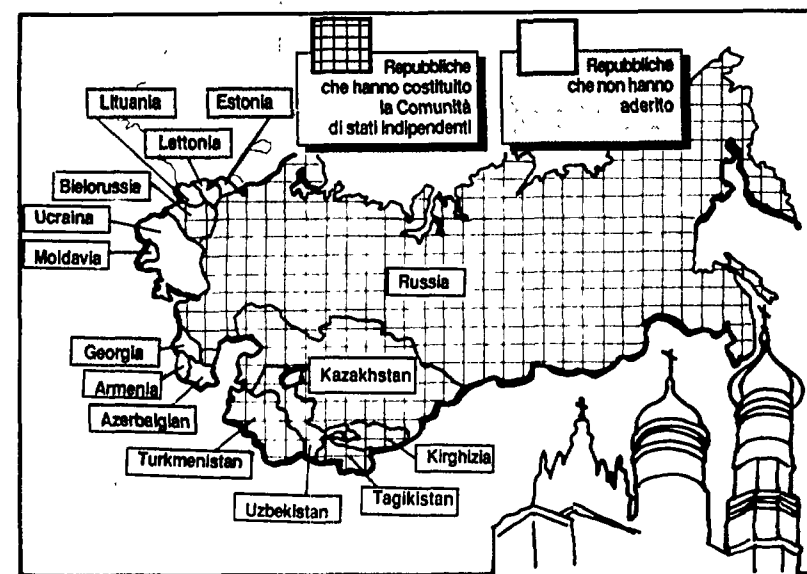 Repubbliche
che hanno costituito
la Comunità
di stati indipendenti
Repubbliche
che non hanno
aderito
Lituania
Estonia
Lettonia
Bielorussia
Ucraina
Moldavia
Russia
Georgia
Armenia
Azerbaigian
Kazakhstan
Turkmenistan
Kirghizia
Uzbekistan
Tagikistan